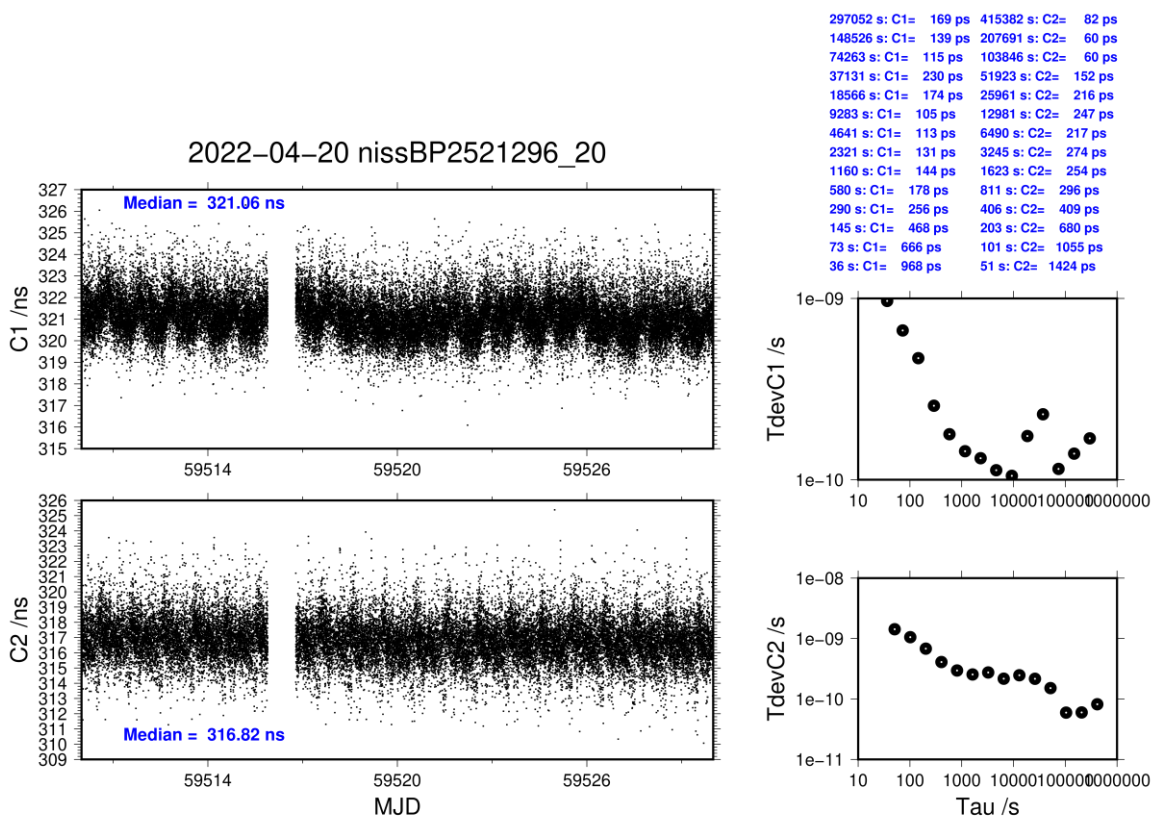 297052 s: C1= 169 ps 415382 s: C2= 82 ps
148526 s: C1= 139 ps 207691 s: C2= 60 ps
74263 s: C1= 115 ps 103846 s: C2= 60 ps
37131 s: C1= 230 ps 51923 s: C2= 152 ps
18566 s: C1= 174 ps 25961 s: C2= 216 ps
9283 s: C1= 105 ps 12981 s: C2= 247 ps
4641 s: C1= 113 ps 6490 s: C2= 217 ps
2321 s: C1= 131 ps 3245 s: C2= 274 ps
1160 s: C1= 144 ps 1623 s: C2= 254 ps
580 s: C1= 178 ps 811 s: C2= 296 ps
290 s: C1= 256 ps 406 s: C2= 409 ps
145 s: C1= 468 ps 203 s: C2= 680 ps
73 s: C1= 666 ps 101 s: C2= 1055 ps
36 s: C1= 968 ps 51 s: C2= 1424 ps
2022−04−20 nissBP2521296_20
Median = 321.06 ns
C1 /ns
327
326
325
324
323
322
321
320
319
318
317
316
315
59514 59520 59526
TdevC1 /s
1e−09
1e−10
10 100 1000 10000 100000 1000000
C2 /ns
326
325
324
323
322
321
320
319
318
317
316
315
314
313
312
311
310
309
Median = 316.82 ns
59514 59520 59526
MJD
TdevC2 /s
1e−08
1e−09
1e−10
1e−11
10 100 1000 10000 100000 1000000
Tau /s